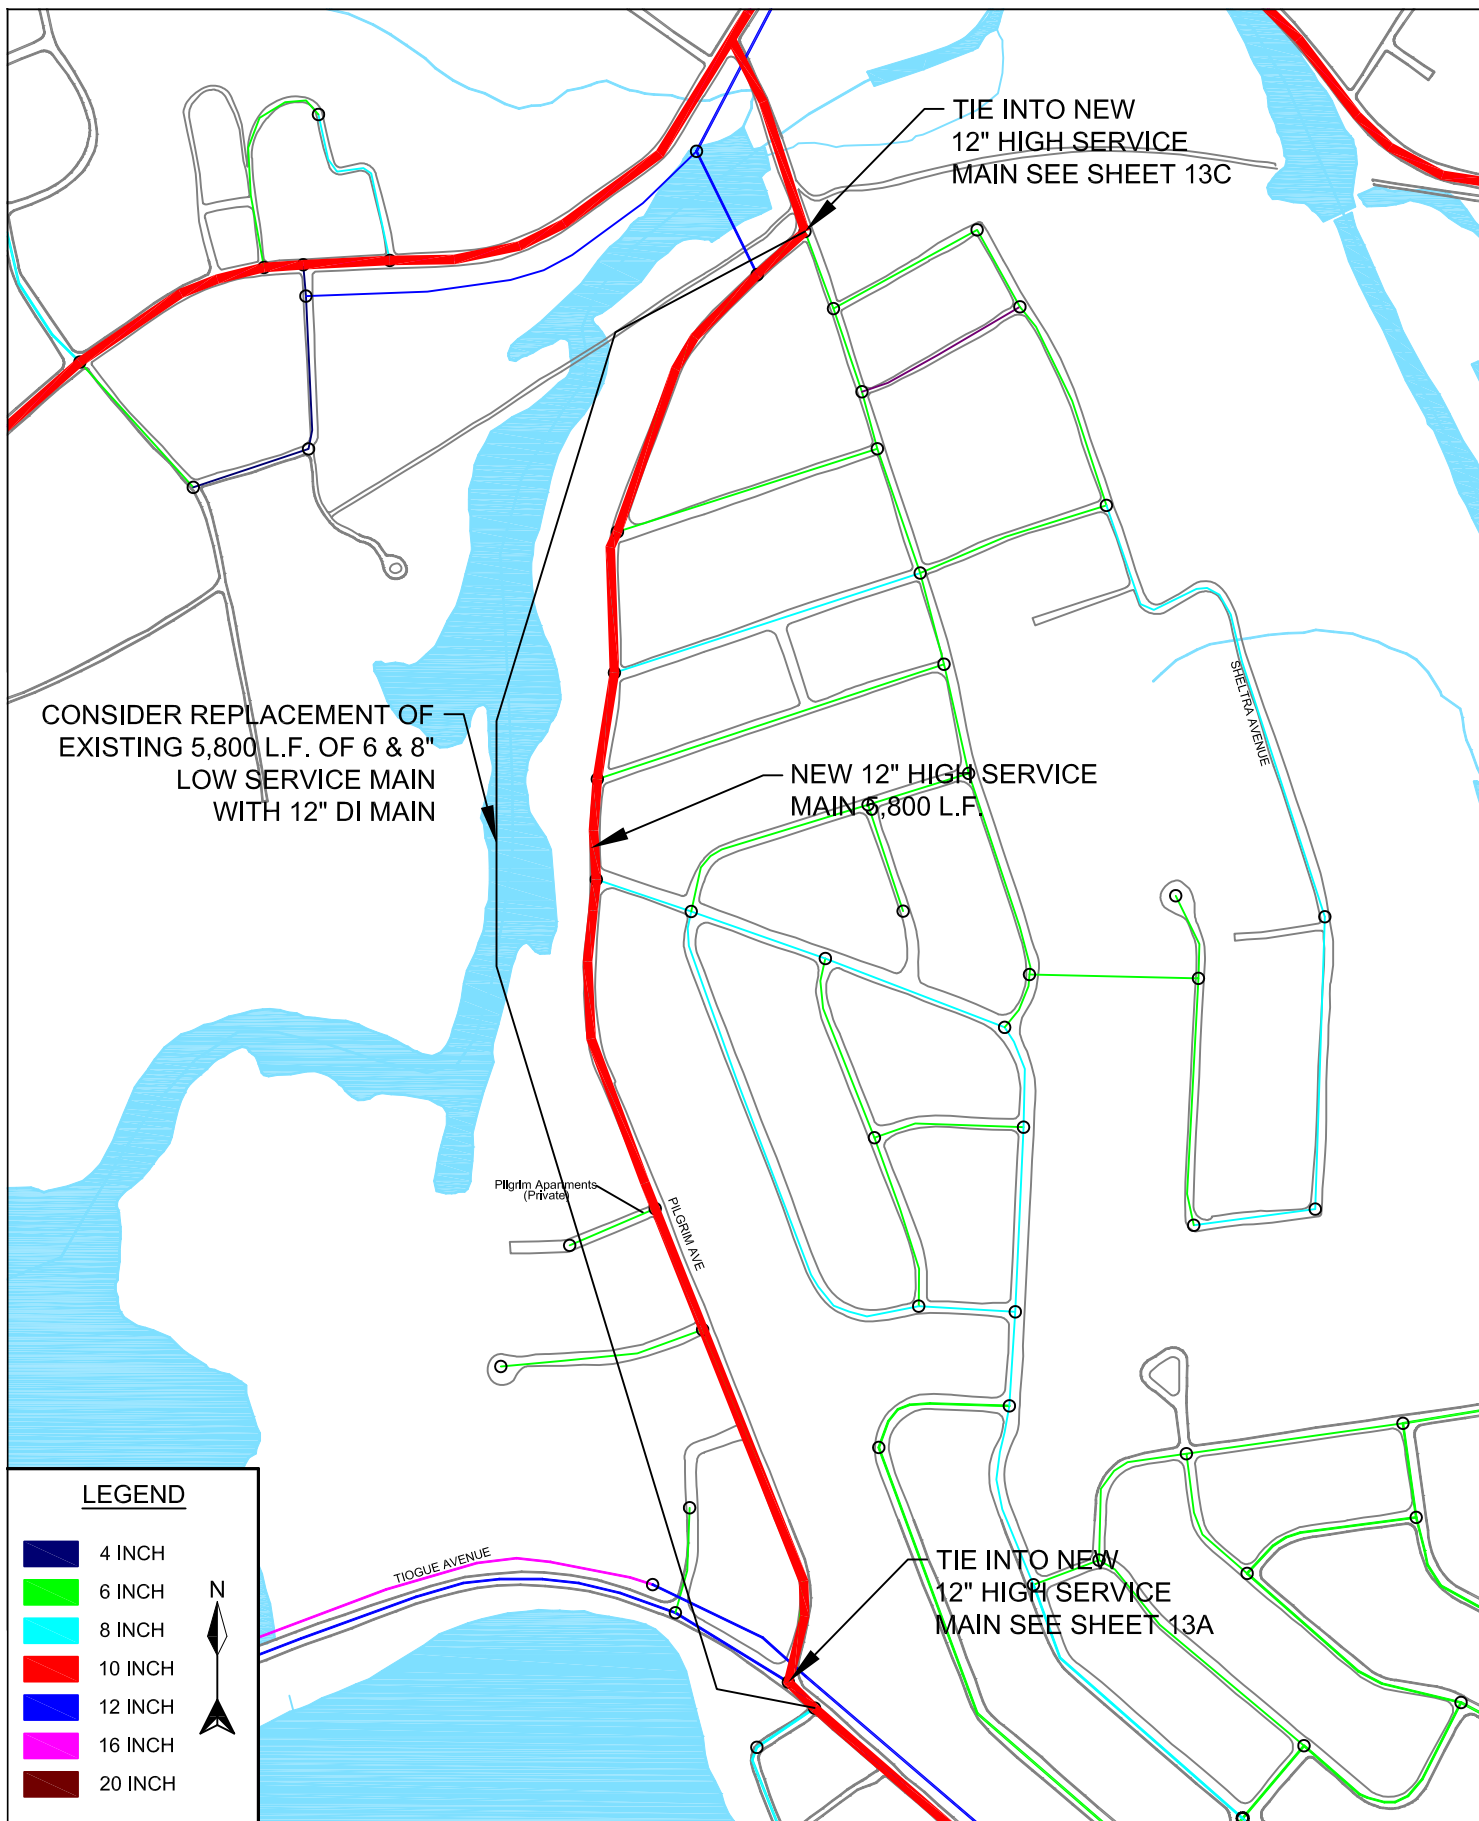 TIE INTO NEW
12" HIGH SERVICE
MAIN SEE SHEET 13C
CONSIDER REPLACEMENT OF
EXISTING 5,800 L.F. OF 6 & 8"
LOW SERVICE MAIN
WITH 12" DI MAIN
SHELTRA AVENUE
NEW 12" HIGH SERVICE
MAIN 5,800 L.F.
Pilgrim Apartments
(Private)
PILGRIM AVE
TIOGUE AVENUE
TIE INTO NEW
12" HIGH SERVICE
MAIN SEE SHEET 13A
LEGEND
4 INCH
6 INCH
8 INCH
10 INCH
12 INCH
16 INCH
20 INCH
N